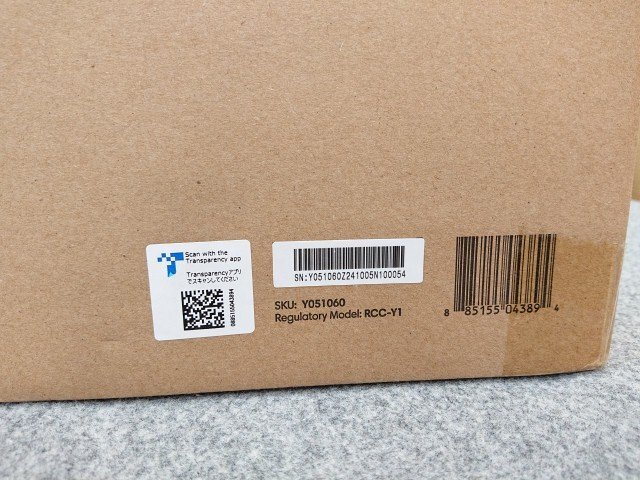 Scan with the
Transparency app
Transparencyアプリ
でスキャンしてください
0885155043894
SN:Y051060Z241005N100054
SKU: Y051060
Regulatory Model: RCC-Y1
8 85155 04389 4